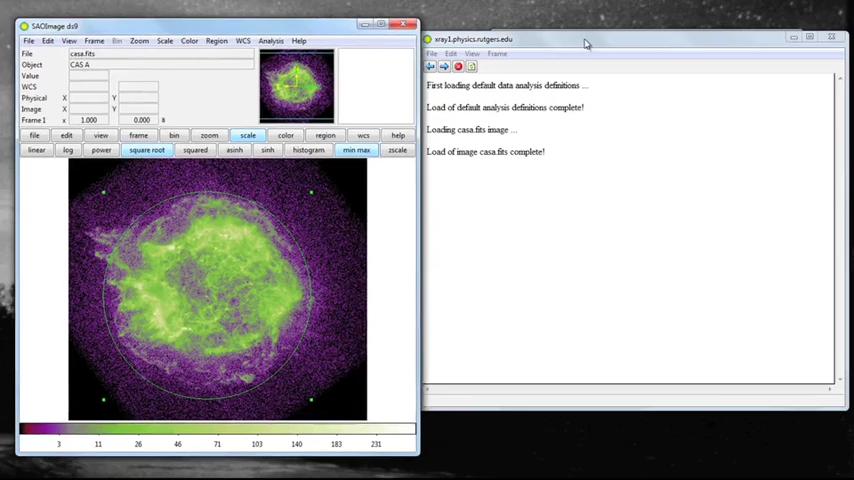 SAOImage ds9
File Edit View Frame Bin Zoom Scale Color Region WCS Analysis Help
File casa.fits
Object CAS A
Value
WCS
Physical X Y
Image X Y
Frame 1 x 1.000 0.000
file edit view frame bin zoom scale color region wcs help
linear log power square root squared asinh sinh histogram min max zscale
3 11 26 46 71 103 140 183 231
xray1.physics.rutgers.edu
File Edit View Frame
First loading default data analysis definitions ...
Load of default analysis definitions complete!
Loading casa.fits image ...
Load of image casa.fits complete!